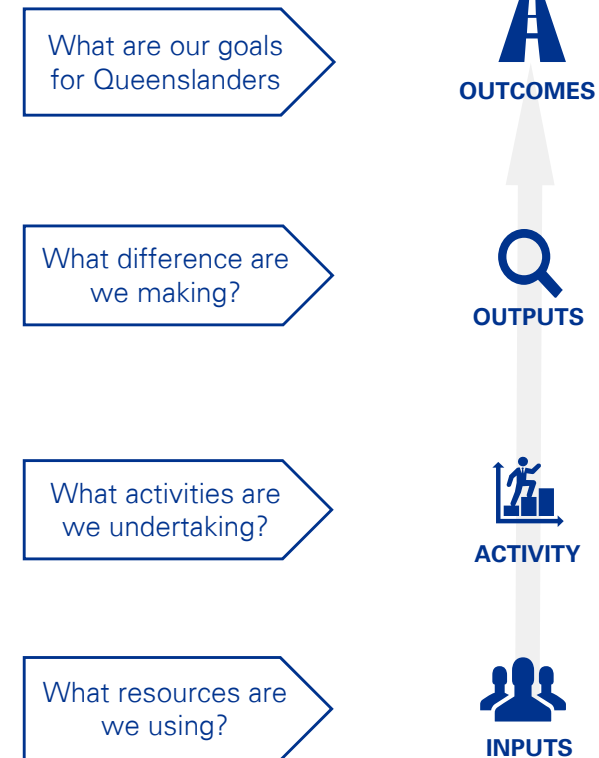 What are our goals
for Queenslanders
OUTCOMES
What difference are
we making?
OUTPUTS
What activities are
we undertaking?
ACTIVITY
What resources are
we using?
INPUTS